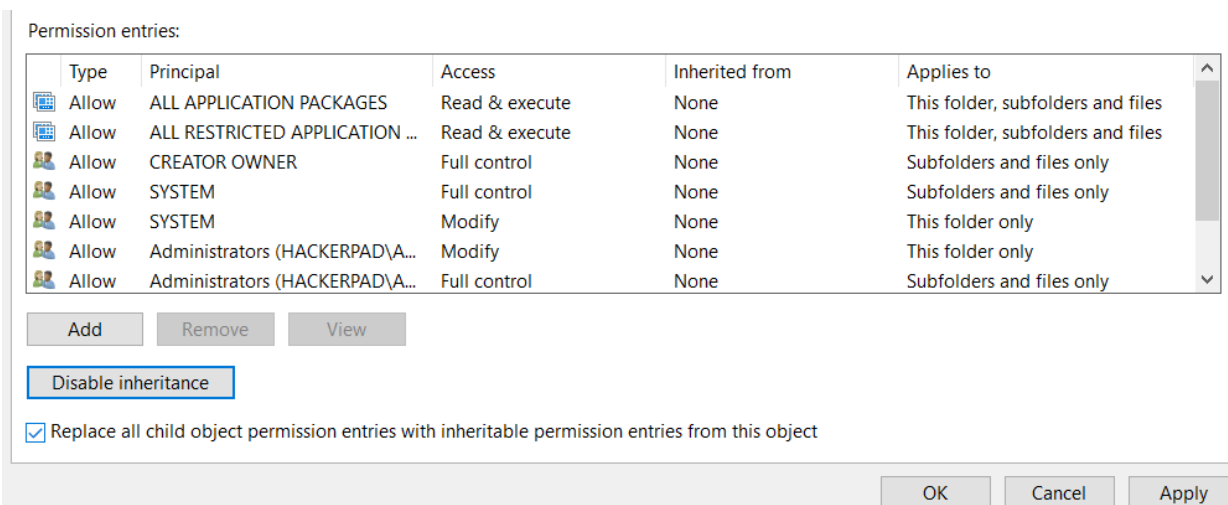 Permission entries:
Type Principal Access Inherited from Applies to
Allow ALL APPLICATION PACKAGES Read & execute None This folder, subfolders and files
Allow ALL RESTRICTED APPLICATION ... Read & execute None This folder, subfolders and files
Allow CREATOR OWNER Full control None Subfolders and files only
Allow SYSTEM Full control None Subfolders and files only
Allow SYSTEM Modify None This folder only
Allow Administrators (HACKERPAD\A... Modify None This folder only
Allow Administrators (HACKERPAD\A... Full control None Subfolders and files only
Add Remove View
Disable inheritance
Replace all child object permission entries with inheritable permission entries from this object
OK Cancel Apply